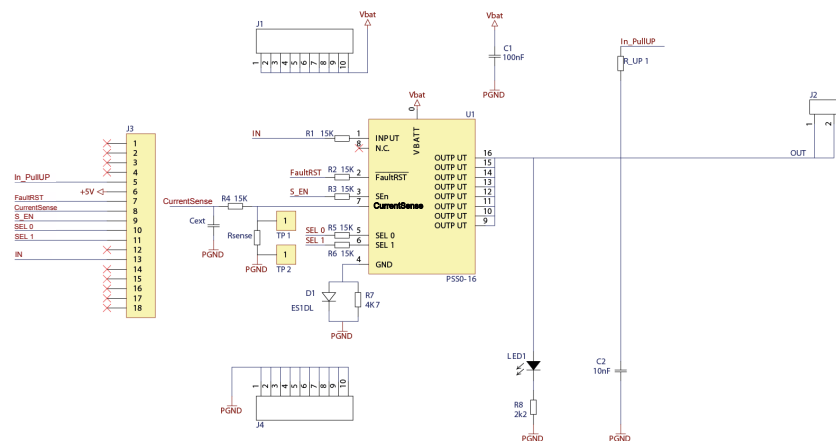 J1
Vbat
1 2 3 4 5 6 7 8 9 10
Vbat
C1
100nF
PGND
In_PullUP
R_UP 1
J2
1 2
OUT
Vbat
0
U1
VBATT
IN
R1 15K
1
INPUT
8
N.C.
FaultRST
R2 15K
2
FaultRST
S_EN
R3 15K
3
SEn
CurrentSense
R4 15K
7
CurrentSense
SEL 0
R5 15K
5
SEL 0
SEL 1
R6 15K
6
SEL 1
4
GND
OUTP UT 16
OUTP UT 15
OUTP UT 14
OUTP UT 13
OUTP UT 12
OUTP UT 11
OUTP UT 10
OUTP UT 9
PSS0-16
Cext
PGND
Rsense
PGND
1
TP 1
1
TP 2
D1
ES1DL
R7
4K 7
PGND
J3
1
2
3
4
In_PullUP 5
+5V 6
FaultRST 7
CurrentSense 8
S_EN 9
SEL 0 10
SEL 1 11
12
IN 13
14
15
16
17
18
PGND
1 2 3 4 5 6 7 8 9 10
J4
LED1
R8
2k2
PGND
C2
10nF
PGND